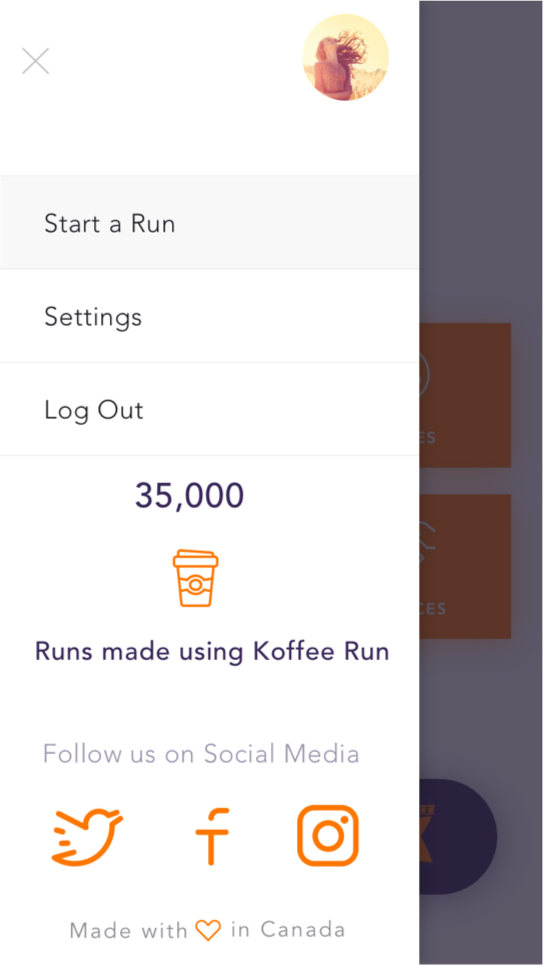 Start a Run
Settings
Log Out
35,000
Runs made using Koffee Run
Follow us on Social Media
Made with in Canada